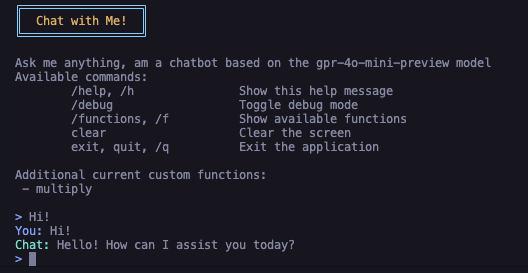 Chat with Me!
Ask me anything, am a chatbot based on the gpr-4o-mini-preview model
Available commands:
/help, /h Show this help message
/debug Toggle debug mode
/functions, /f Show available functions
clear Clear the screen
exit, quit, /q Exit the application
Additional current custom functions:
- multiply
> Hi!
You: Hi!
Chat: Hello! How can I assist you today?
>